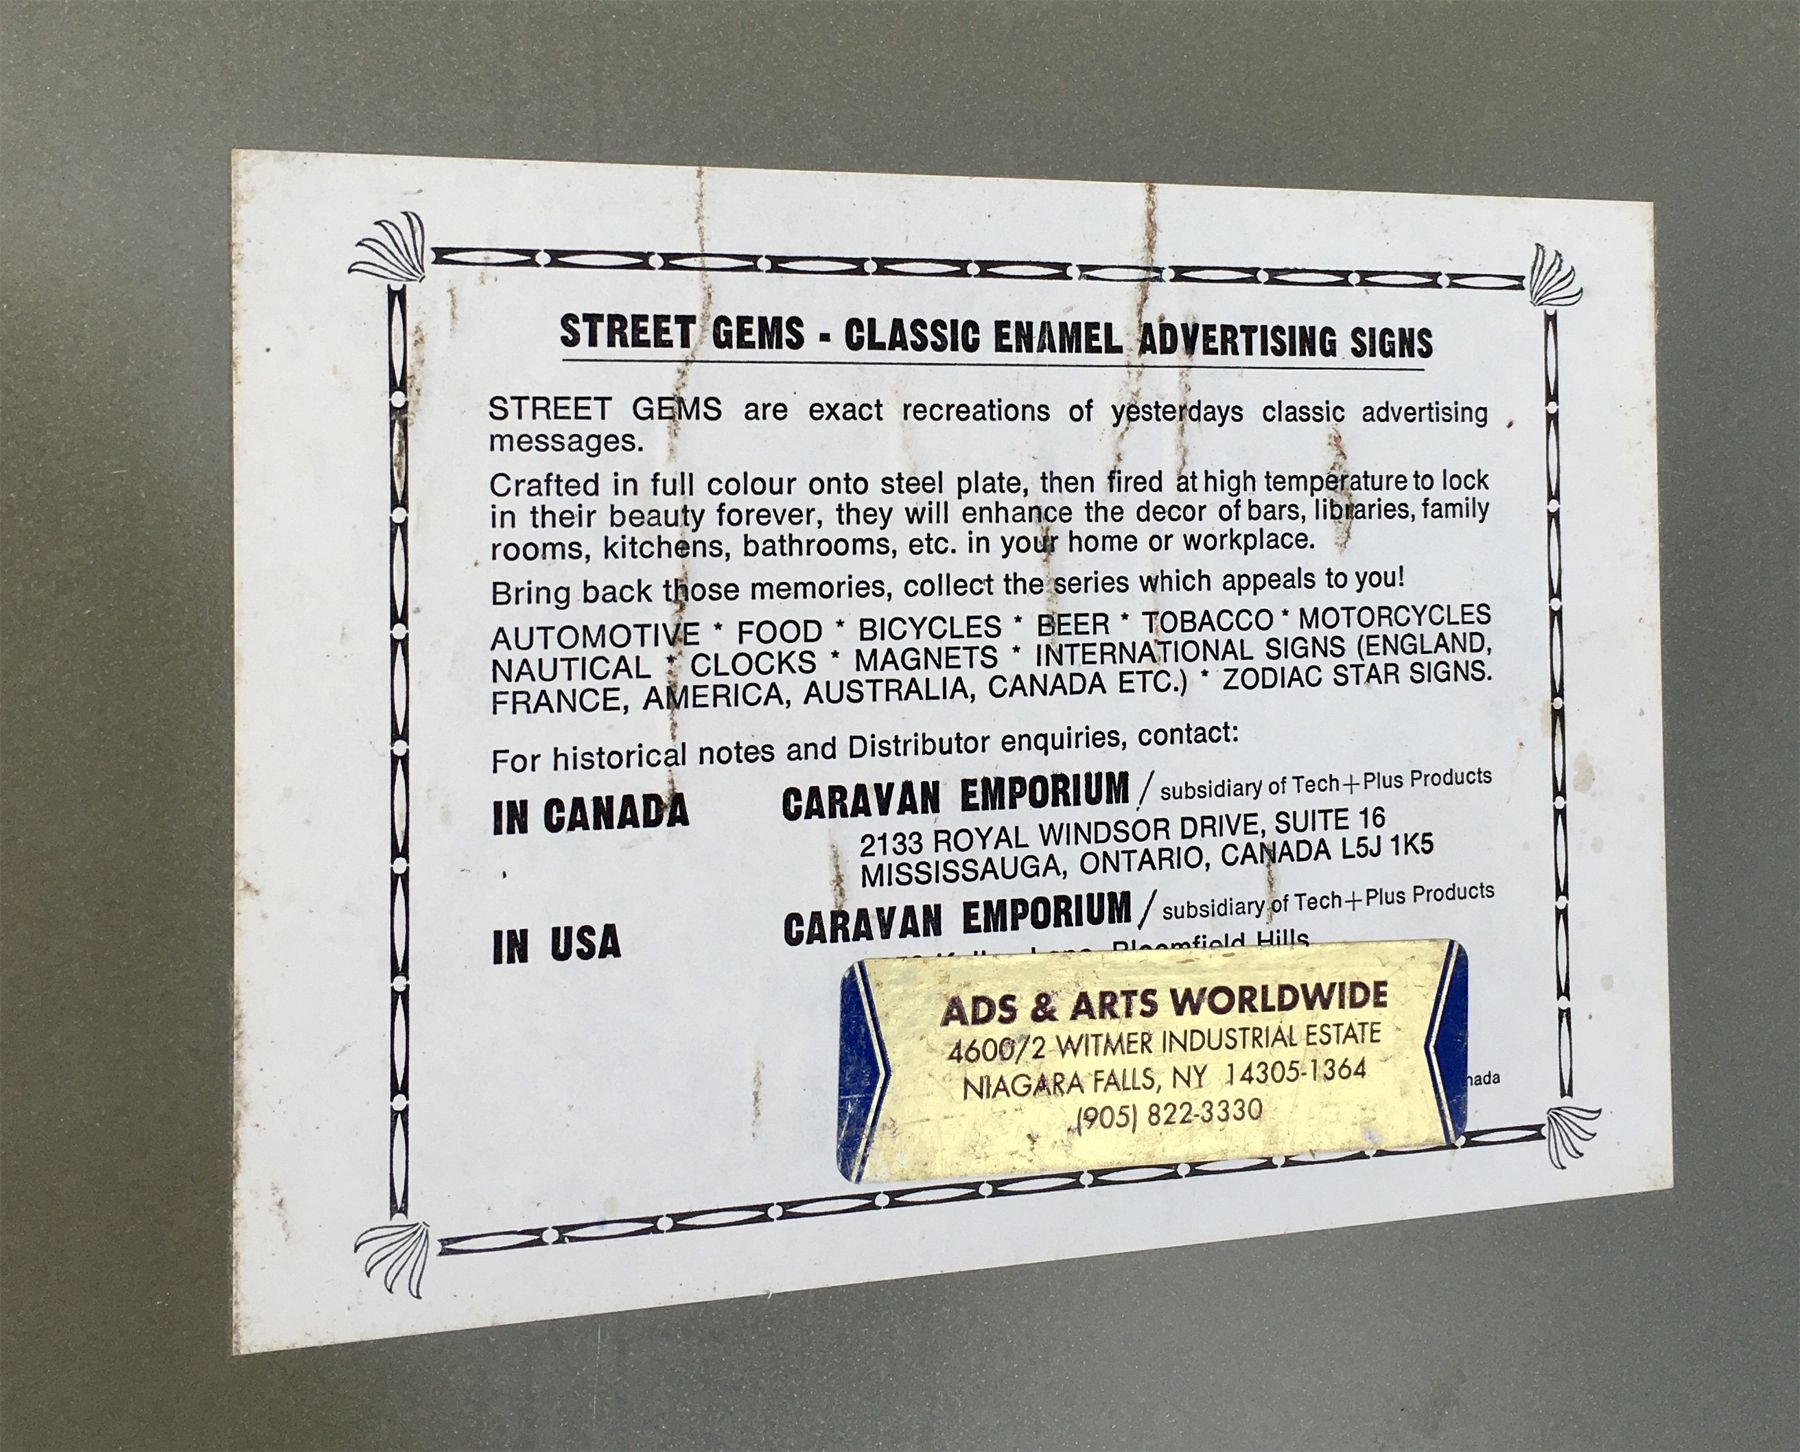 STREET GEMS - CLASSIC ENAMEL ADVERTISING SIGNS
STREET GEMS are exact recreations of yesterdays classic advertising
messages.
Crafted in full colour onto steel plate, then fired at high temperature to lock
in their beauty forever, they will enhance the decor of bars, libraries, family
rooms, kitchens, bathrooms, etc. in your home or workplace.
Bring back those memories, collect the series which appeals to you!
AUTOMOTIVE * FOOD * BICYCLES * BEER * TOBACCO * MOTORCYCLES
NAUTICAL * CLOCKS * MAGNETS * INTERNATIONAL SIGNS (ENGLAND,
FRANCE, AMERICA, AUSTRALIA, CANADA ETC.) * ZODIAC STAR SIGNS.
For historical notes and Distributor enquiries, contact:
IN CANADA CARAVAN EMPORIUM / subsidiary of Tech+Plus Products
2133 ROYAL WINDSOR DRIVE, SUITE 16
MISSISSAUGA, ONTARIO, CANADA L5J 1K5
IN USA CARAVAN EMPORIUM / subsidiary of Tech+Plus Products
Bloomfield Hills
ADS & ARTS WORLDWIDE
4600/2 WITMER INDUSTRIAL ESTATE
NIAGARA FALLS, NY 14305-1364
(905) 822-3330